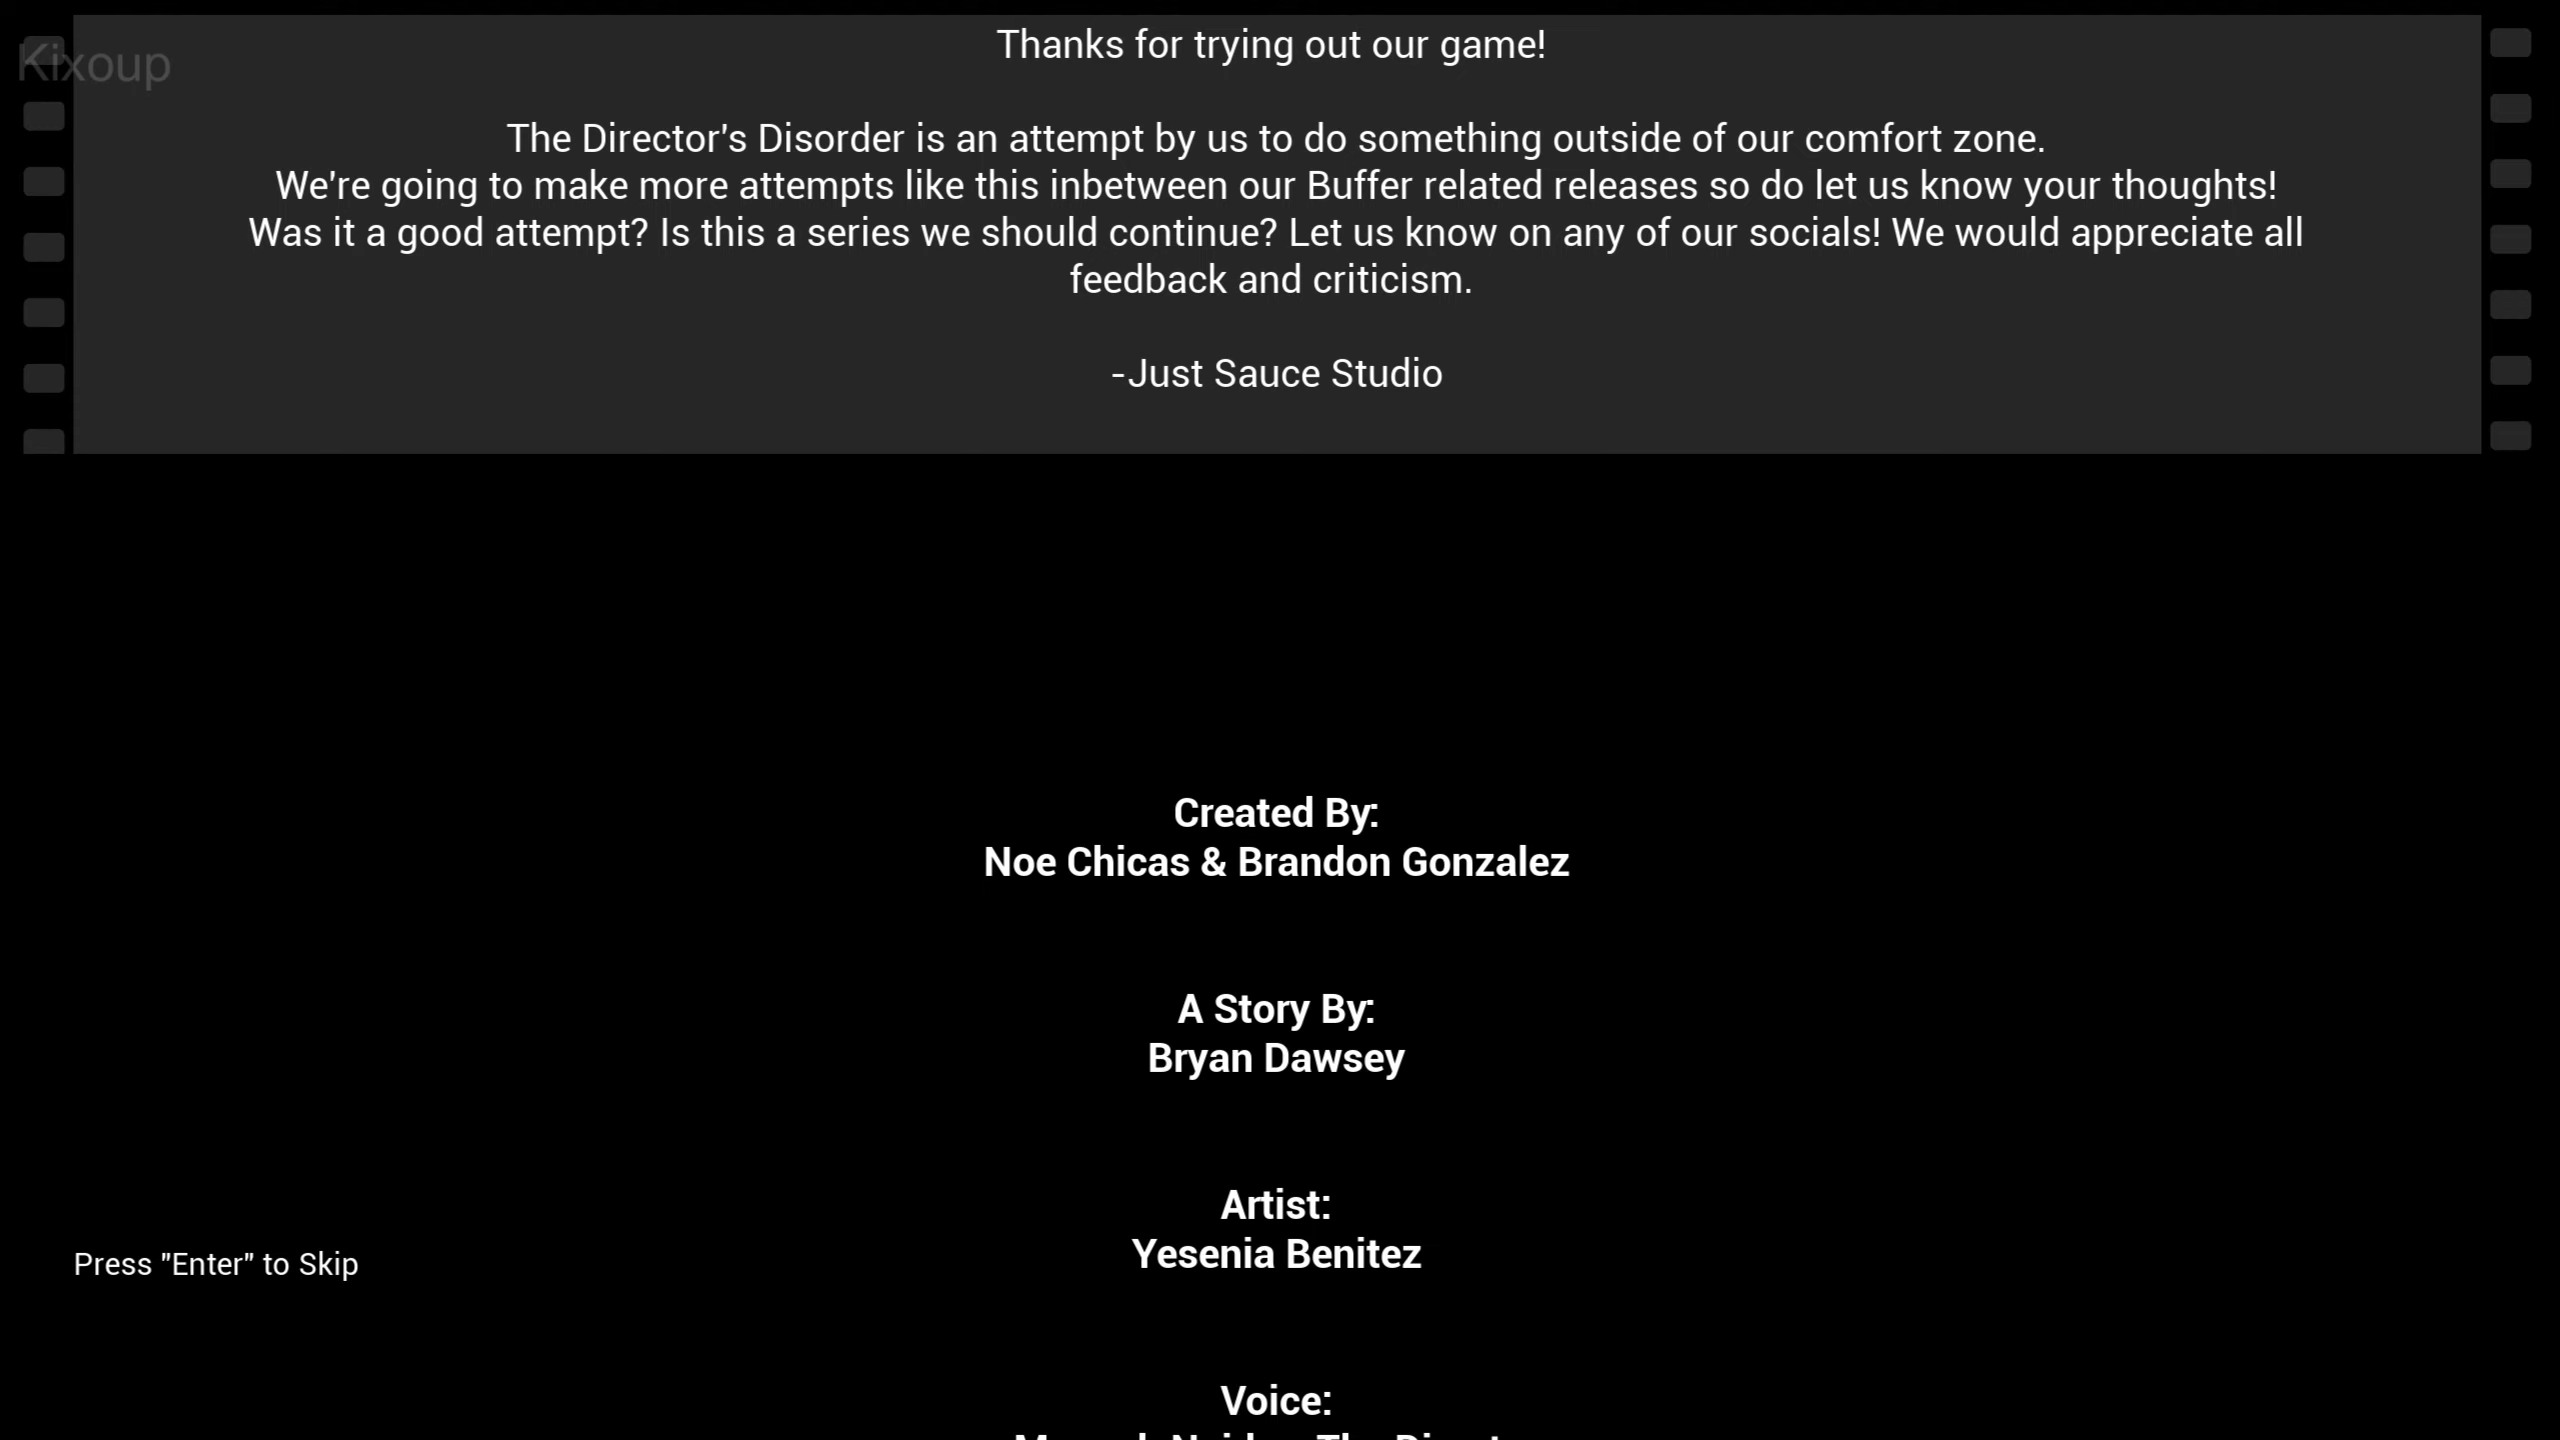 Kixoup
Thanks for trying out our game!
The Director's Disorder is an attempt by us to do something outside of our comfort zone.
We're going to make more attempts like this inbetween our Buffer related releases so do let us know your thoughts!
Was it a good attempt? Is this a series we should continue? Let us know on any of our socials! We would appreciate all
feedback and criticism.
-Just Sauce Studio
Created By:
Noe Chicas & Brandon Gonzalez
A Story By:
Bryan Dawsey
Artist:
Yesenia Benitez
Press "Enter" to Skip
Voice: